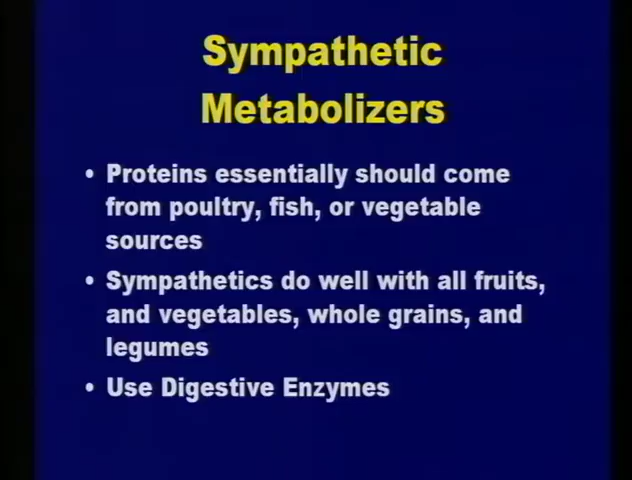 Sympathetic
Metabolizers
• Proteins essentially should come
from poultry, fish, or vegetable
sources
• Sympathetics do well with all fruits,
and vegetables, whole grains, and
legumes
• Use Digestive Enzymes